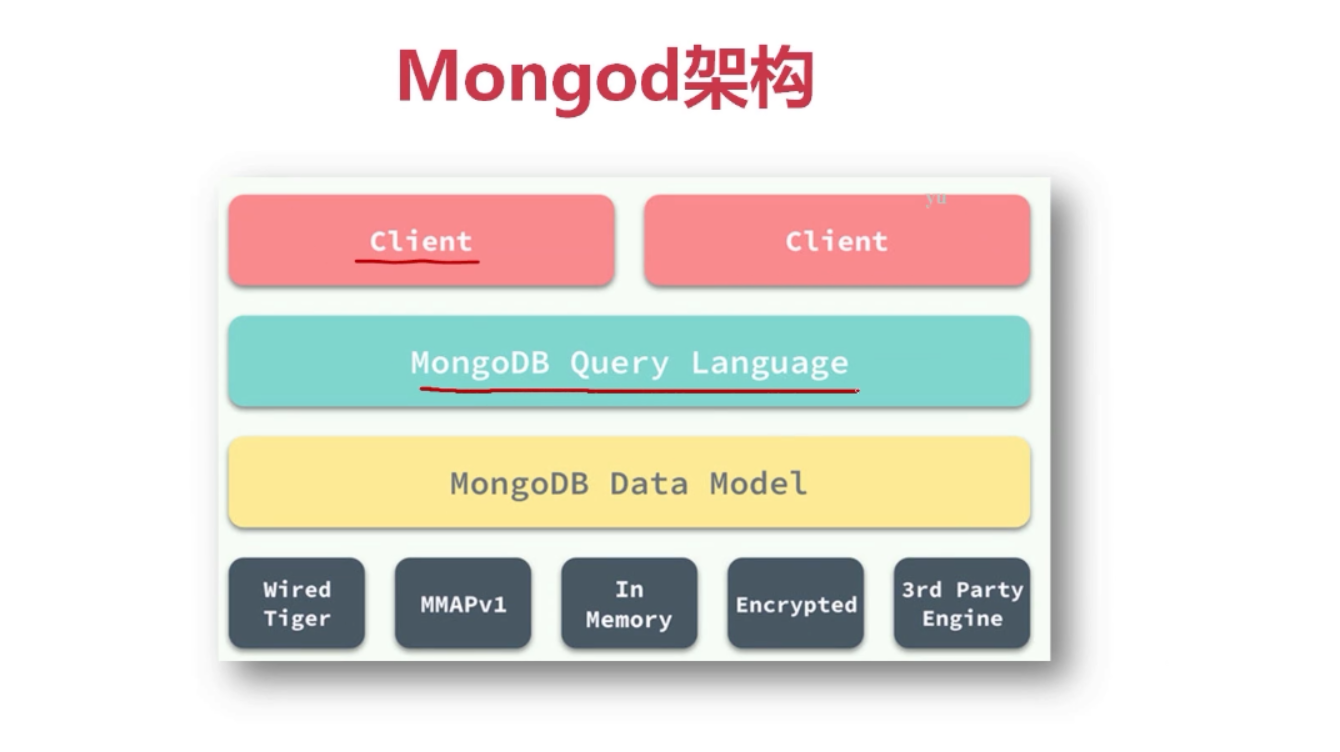 Mongod架构
yu
Client
Client
MongoDB Query Language
MongoDB Data Model
Wired
Tiger
MMAPv1
In
Memory
Encrypted
3rd Party
Engine